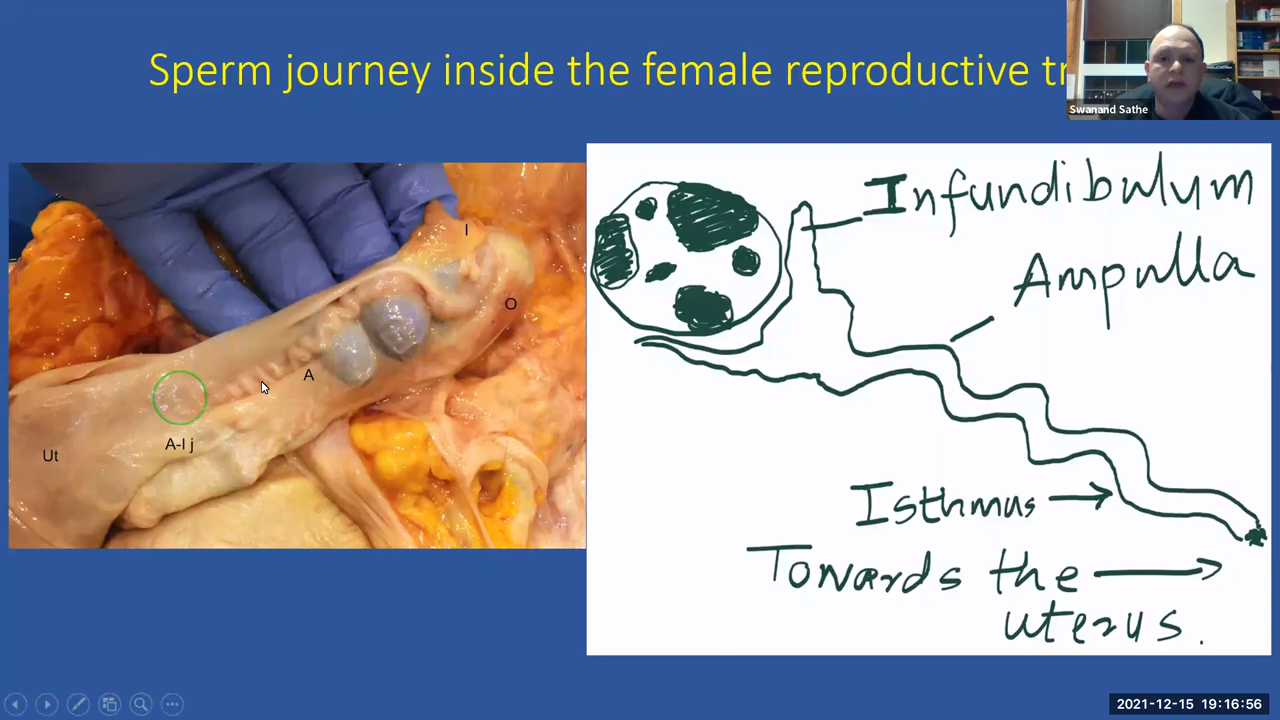 Sperm journey inside the female reproductive tr
Swanand Sathe
I
O
A
A-I j
Ut
Infundibulum
Ampulla
Isthmus
Towards the
uterus.
2021-12-15 19:16:56